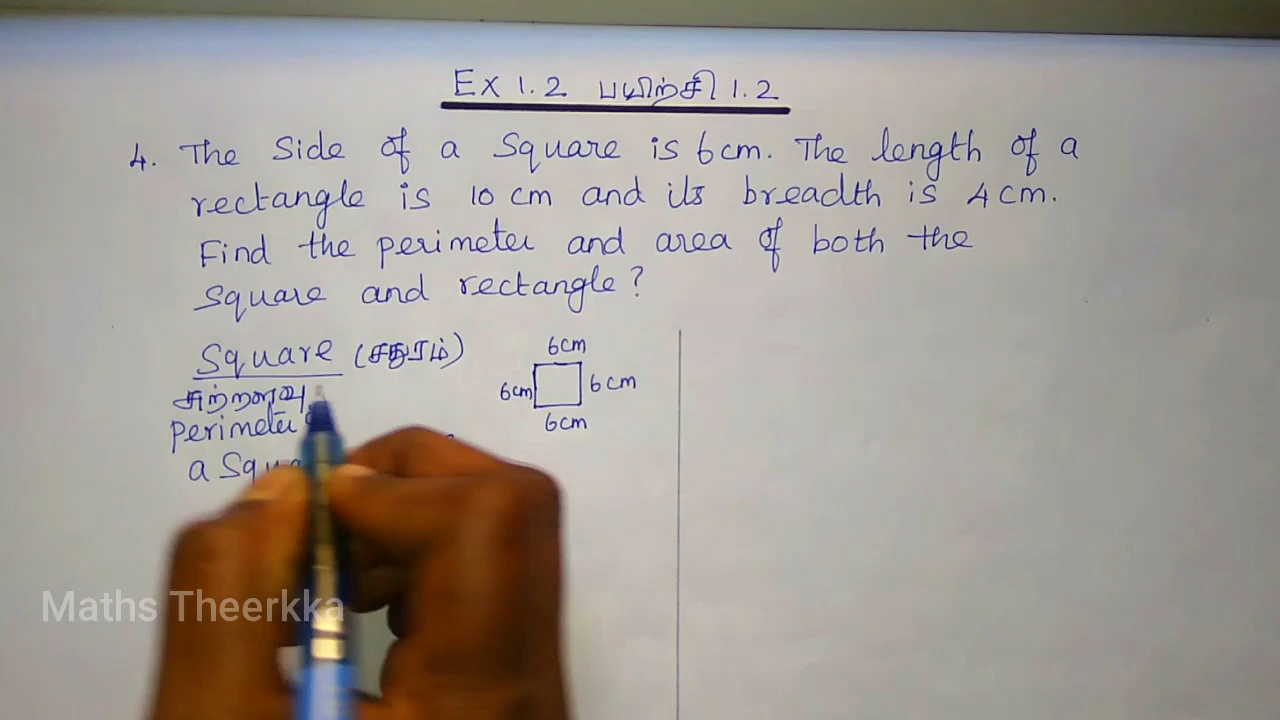 Ex 1.2 பயிற்சி 1.2
4. The Side of a Square is 6cm. The length of a
rectangle is 10 cm and its breadth is 4 cm.
Find the perimeter and area of both the
Square and rectangle?
Square (சதுரம்)
6cm
சுற்றளவு
6cm 6cm
Perimeter
6cm
a
Maths Theerkka